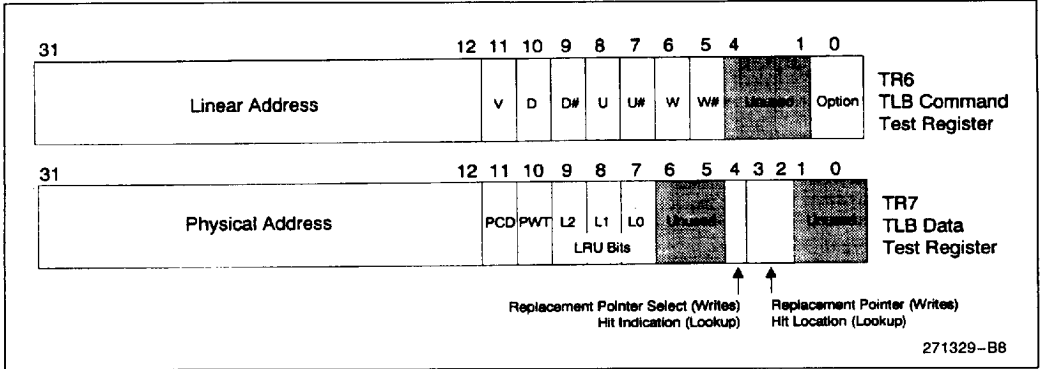 31 12 11 10 9 8 7 6 5 4 1 0
Linear Address V D D# U U# W W# Unused Option
TR6
TLB Command
Test Register
31 12 11 10 9 8 7 6 5 4 3 2 1 0
Physical Address PCD PWT L2 L1 L0 Unused Unused
LRU Bits
TR7
TLB Data
Test Register
Replacement Pointer Select (Writes) Replacement Pointer (Writes)
Hit Indication (Lookup) Hit Location (Lookup)
271329–B8